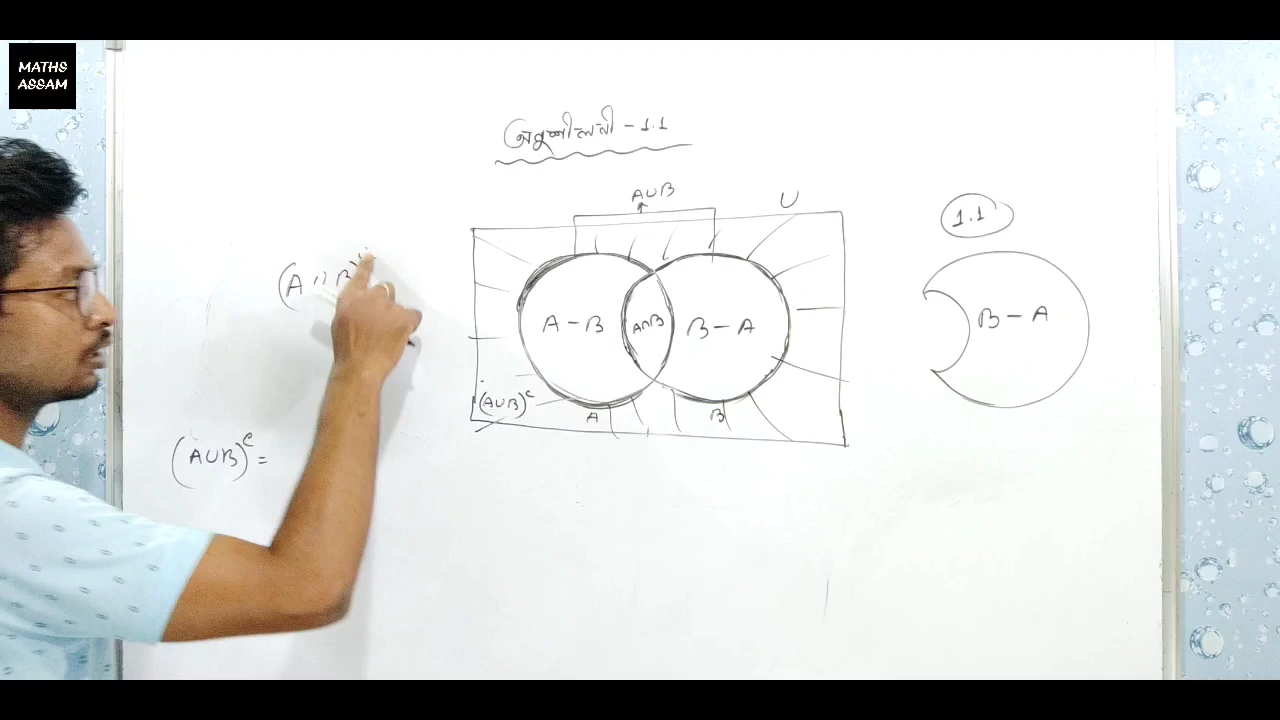 MATHS
ASSAM
অনুশীলনী - 1.1
A∪B
U
1.1
(A ∩ B)ᶜ
A - B
A∩B
B - A
B - A
(A∪B)ᶜ
A
B
(A∪B)ᶜ =